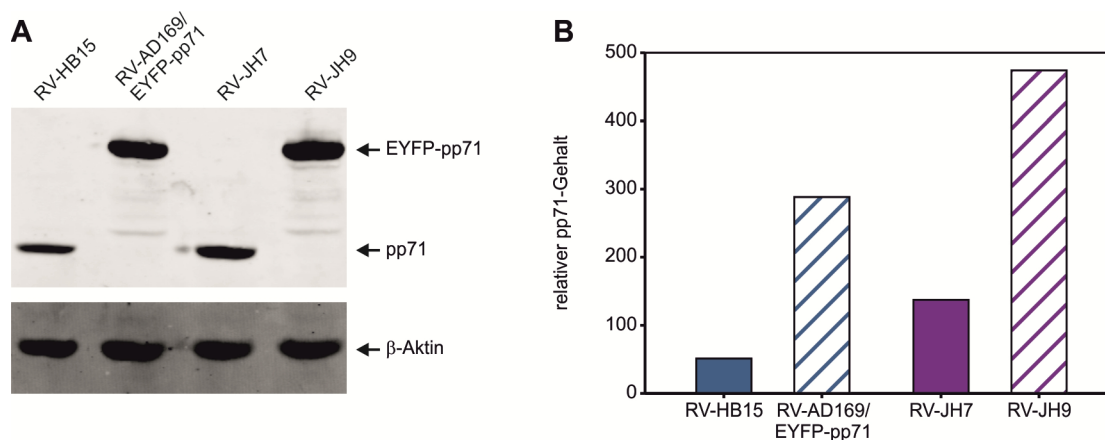 A
RV-HB15
RV-AD169/
EYFP-pp71
RV-JH7
RV-JH9
EYFP-pp71
pp71
β-Aktin
B
relativer pp71-Gehalt
500
400
300
200
100
0
RV-HB15
RV-AD169/
EYFP-pp71
RV-JH7
RV-JH9